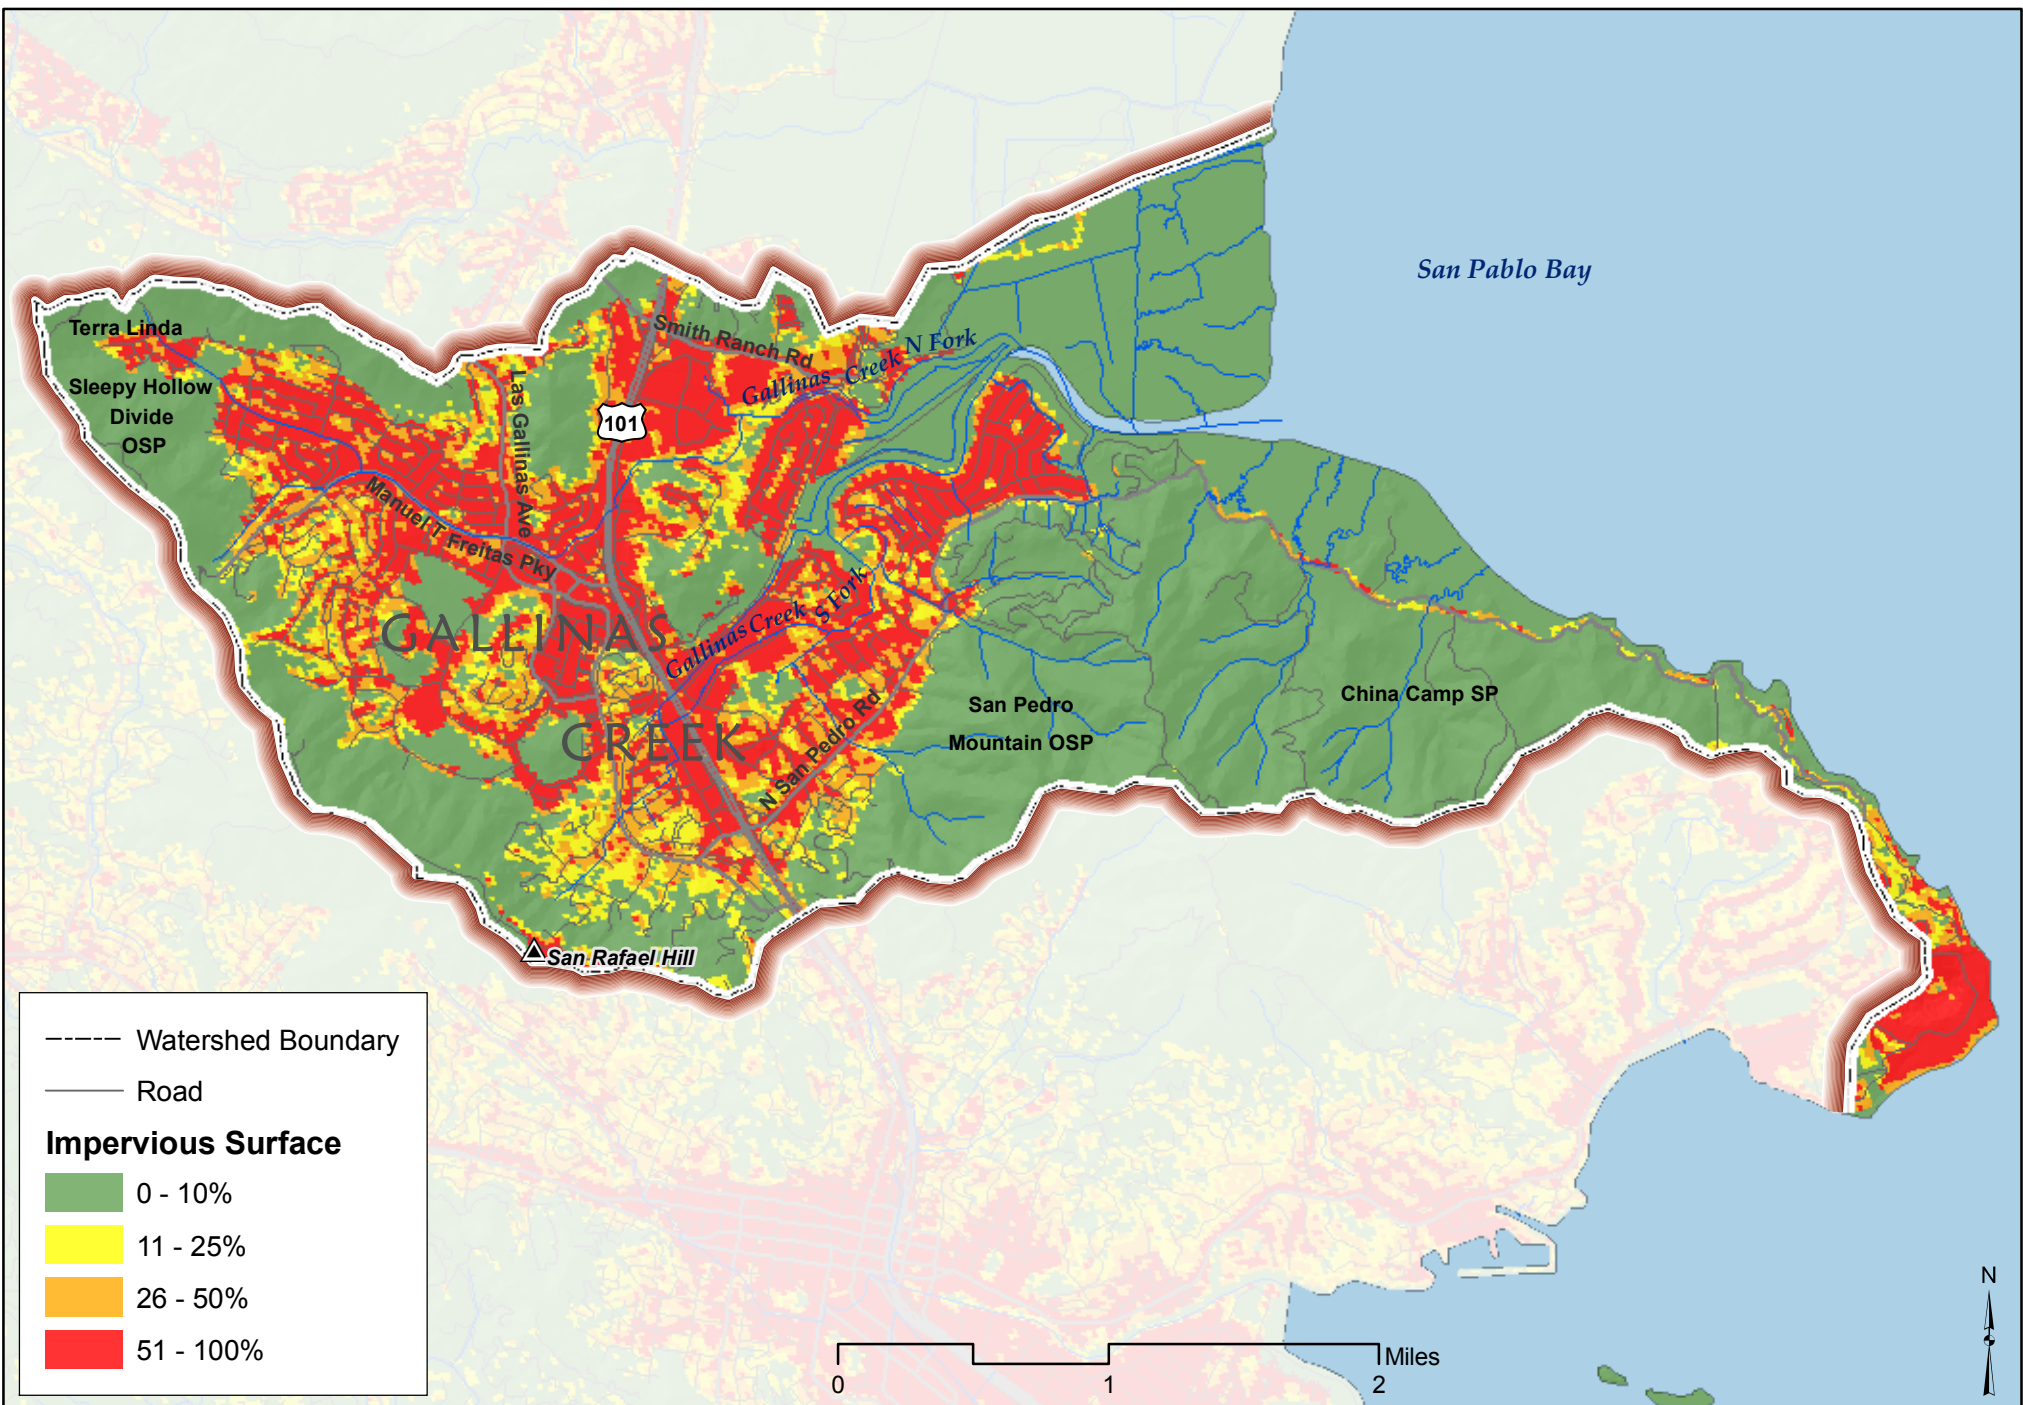 San Pablo Bay
Terra Linda
Smith Ranch Rd
N Fork
Gallinas Creek
Sleepy Hollow
Divide
OSP
Las Gallinas Ave
101
Manuel T Freitas Pky
GALLINAS
CREEK
Gallinas Creek
S Fork
N San Pedro Rd
San Pedro
Mountain OSP
China Camp SP
San Rafael Hill
Watershed Boundary
Road
Impervious Surface
0 - 10%
11 - 25%
26 - 50%
51 - 100%
Miles
0 1 2
N